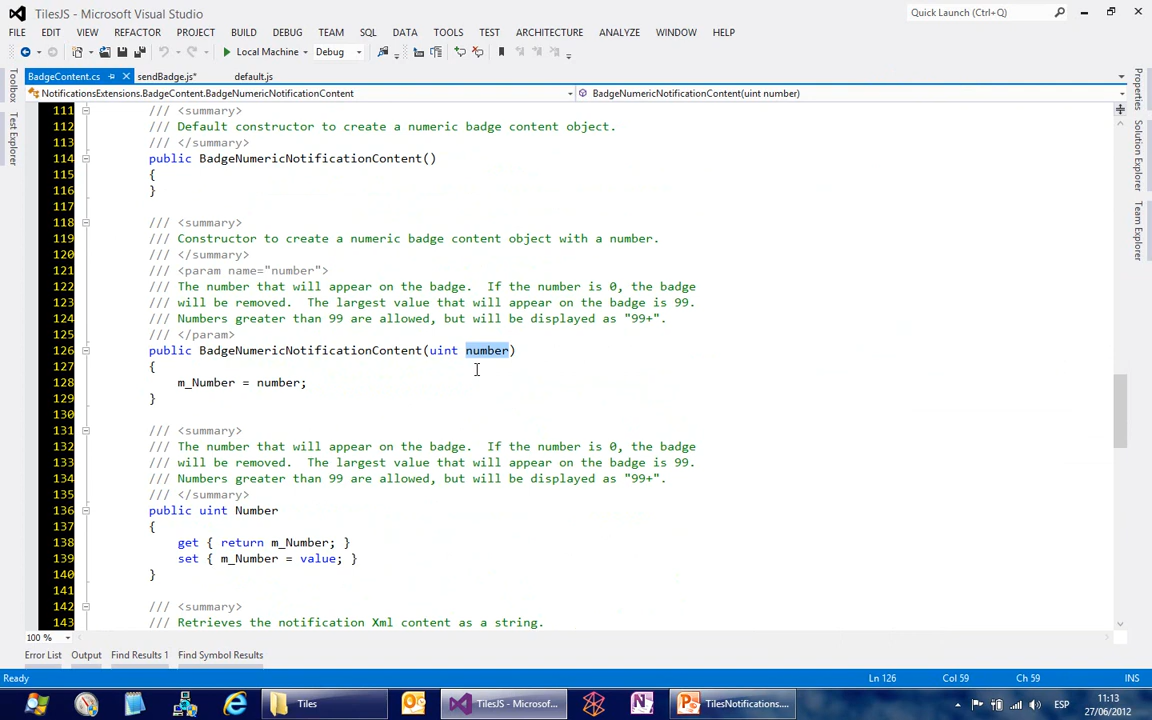 TilesJS - Microsoft Visual Studio
Quick Launch (Ctrl+Q)
FILE EDIT VIEW REFACTOR PROJECT BUILD DEBUG TEAM SQL DATA TOOLS TEST ARCHITECTURE ANALYZE WINDOW HELP
Local Machine Debug
BadgeContent.cs sendBadge.js* default.js
NotificationsExtensions.BadgeContent.BadgeNumericNotificationContent BadgeNumericNotificationContent(uint number)
Toolbox
Test Explorer
Properties
Solution Explorer
Team Explorer
111 /// <summary>
112 /// Default constructor to create a numeric badge content object.
113 /// </summary>
114 public BadgeNumericNotificationContent()
115 {
116 }
117
118 /// <summary>
119 /// Constructor to create a numeric badge content object with a number.
120 /// </summary>
121 /// <param name="number">
122 /// The number that will appear on the badge.  If the number is 0, the badge
123 /// will be removed.  The largest value that will appear on the badge is 99.
124 /// Numbers greater than 99 are allowed, but will be displayed as "99+".
125 /// </param>
126 public BadgeNumericNotificationContent(uint number)
127 {
128 m_Number = number;
129 }
130
131 /// <summary>
132 /// The number that will appear on the badge.  If the number is 0, the badge
133 /// will be removed.  The largest value that will appear on the badge is 99.
134 /// Numbers greater than 99 are allowed, but will be displayed as "99+".
135 /// </summary>
136 public uint Number
137 {
138 get { return m_Number; }
139 set { m_Number = value; }
140 }
141
142 /// <summary>
143 /// Retrieves the notification Xml content as a string.
100 %
Error List Output Find Results 1 Find Symbol Results
Ready Ln 126 Col 59 Ch 59 INS
Tiles TilesJS - Microsoft... TilesNotifications.... ESP 11:13
27/06/2012